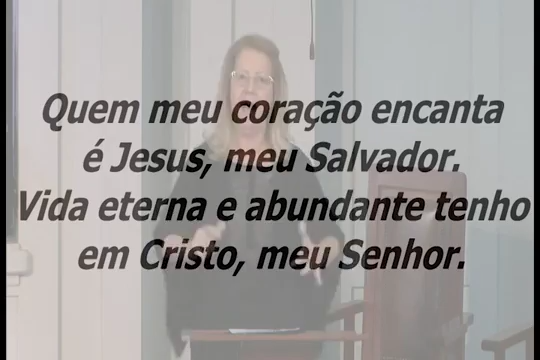 Quem meu coração encanta
é Jesus, meu Salvador.
Vida eterna e abundante tenho
em Cristo, meu Senhor.